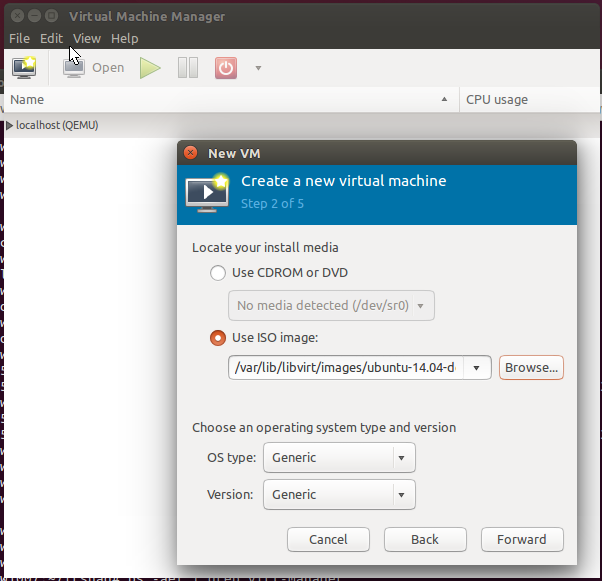 Virtual Machine Manager
File Edit View Help
Open
Name CPU usage
localhost (QEMU)
New VM
Create a new virtual machine
Step 2 of 5
Locate your install media
Use CDROM or DVD
No media detected (/dev/sr0)
Use ISO image:
/var/lib/libvirt/images/ubuntu-14.04-d
Browse...
Choose an operating system type and version
OS type: Generic
Version: Generic
Cancel Back Forward